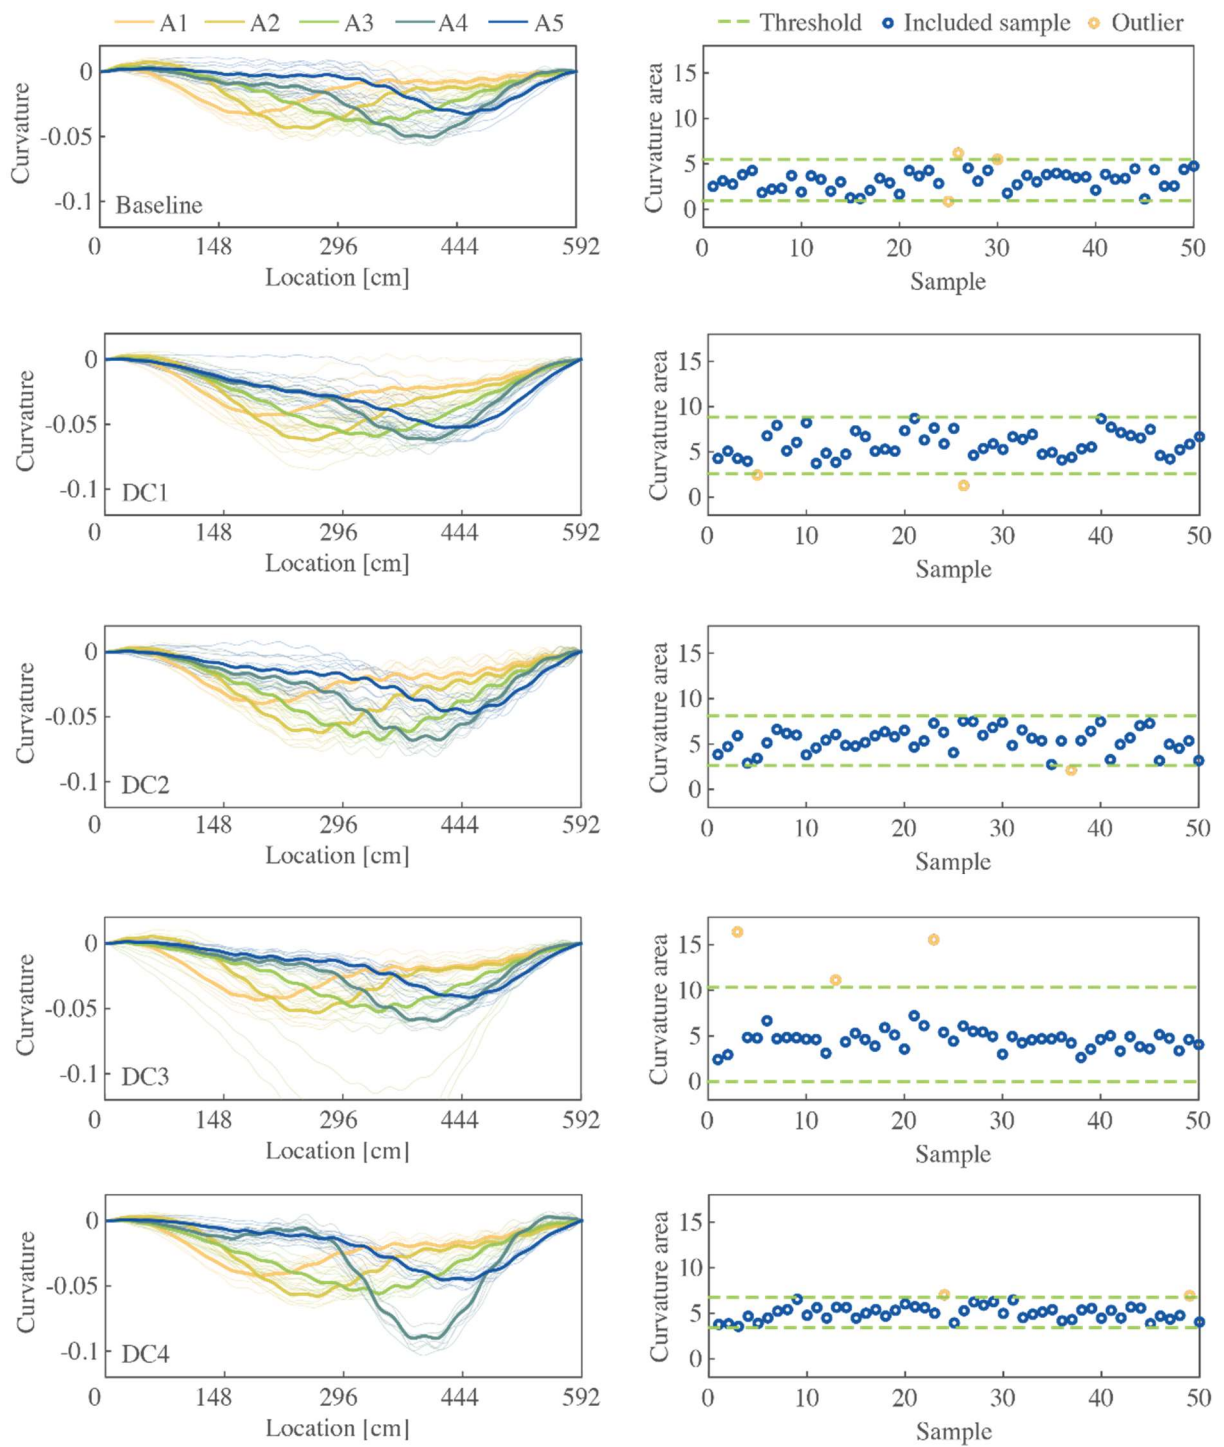 A1 A2 A3 A4 A5
Threshold Included sample Outlier
0
-0.05
-0.1
Curvature
Baseline
0 148 296 444 592
Location [cm]
15
10
5
0
Curvature area
0 10 20 30 40 50
Sample
0
-0.05
-0.1
Curvature
DC1
0 148 296 444 592
Location [cm]
15
10
5
0
Curvature area
0 10 20 30 40 50
Sample
0
-0.05
-0.1
Curvature
DC2
0 148 296 444 592
Location [cm]
15
10
5
0
Curvature area
0 10 20 30 40 50
Sample
0
-0.05
-0.1
Curvature
DC3
0 148 296 444 592
Location [cm]
15
10
5
0
Curvature area
0 10 20 30 40 50
Sample
0
-0.05
-0.1
Curvature
DC4
0 148 296 444 592
Location [cm]
15
10
5
0
Curvature area
0 10 20 30 40 50
Sample